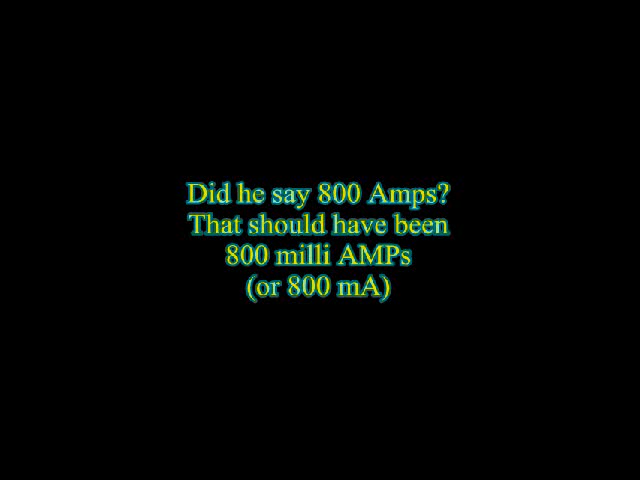 Did he say 800 Amps?
That should have been
800 milli AMPs
(or 800 mA)